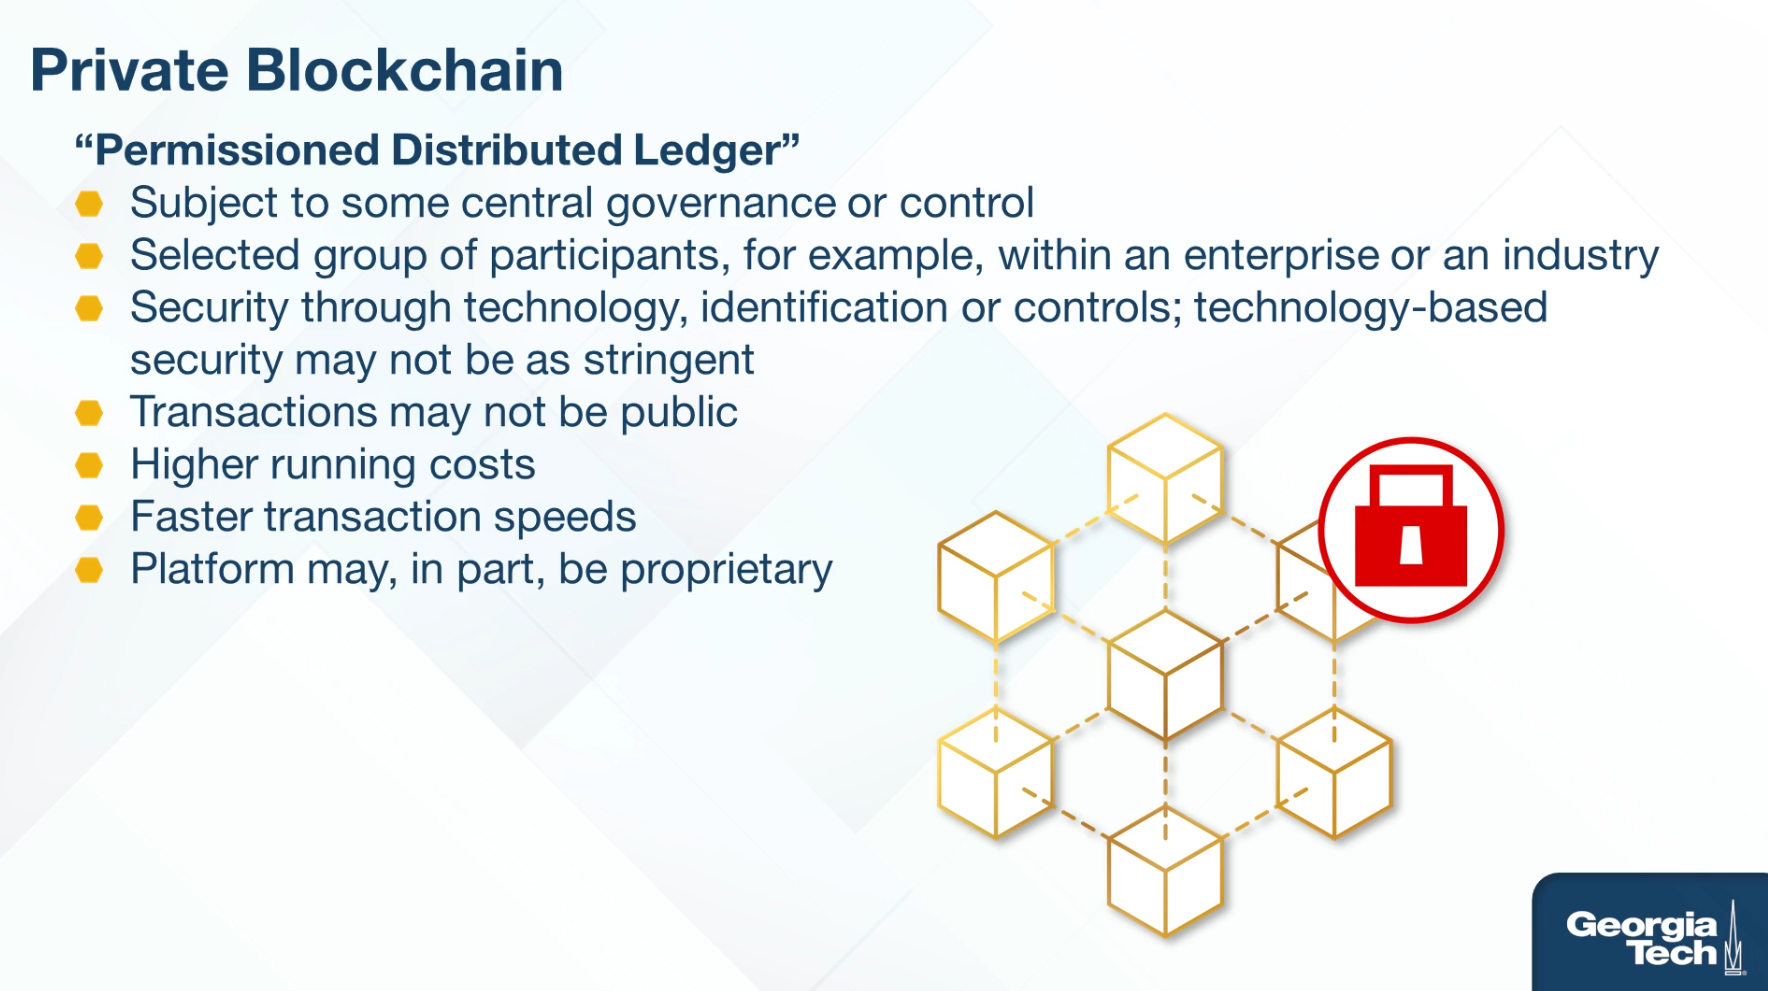 Private Blockchain
“Permissioned Distributed Ledger”
Subject to some central governance or control
Selected group of participants, for example, within an enterprise or an industry
Security through technology, identification or controls; technology-based
security may not be as stringent
Transactions may not be public
Higher running costs
Faster transaction speeds
Platform may, in part, be proprietary
Georgia
Tech